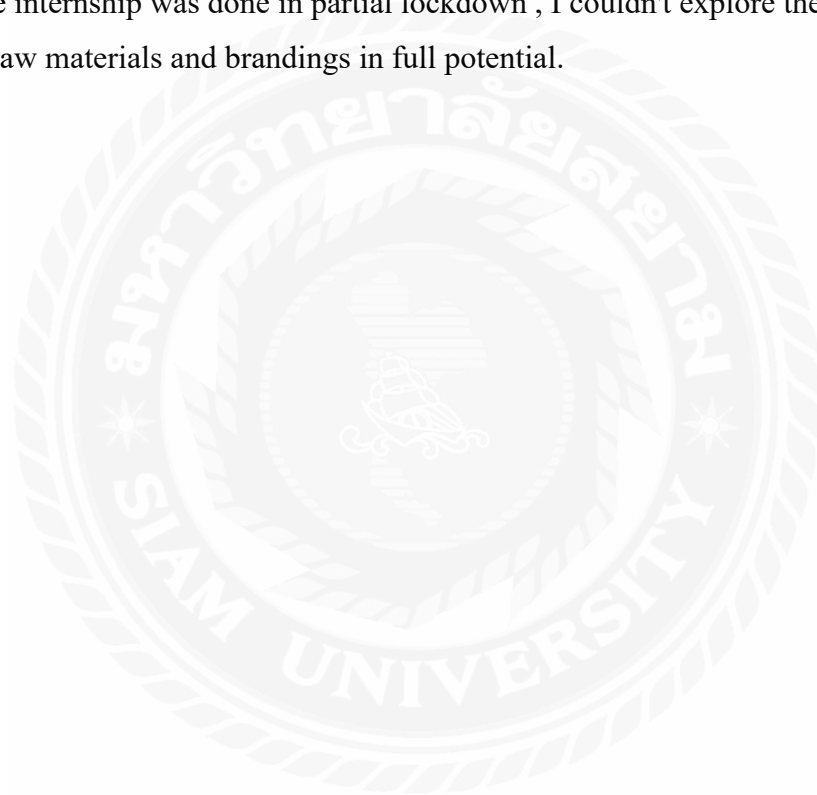 internship was done in partial lockdown , I couldn't explore the
aw materials and brandings in full potential.
มหาวิทยาลัยสยาม
SIAM UNIVERSITY